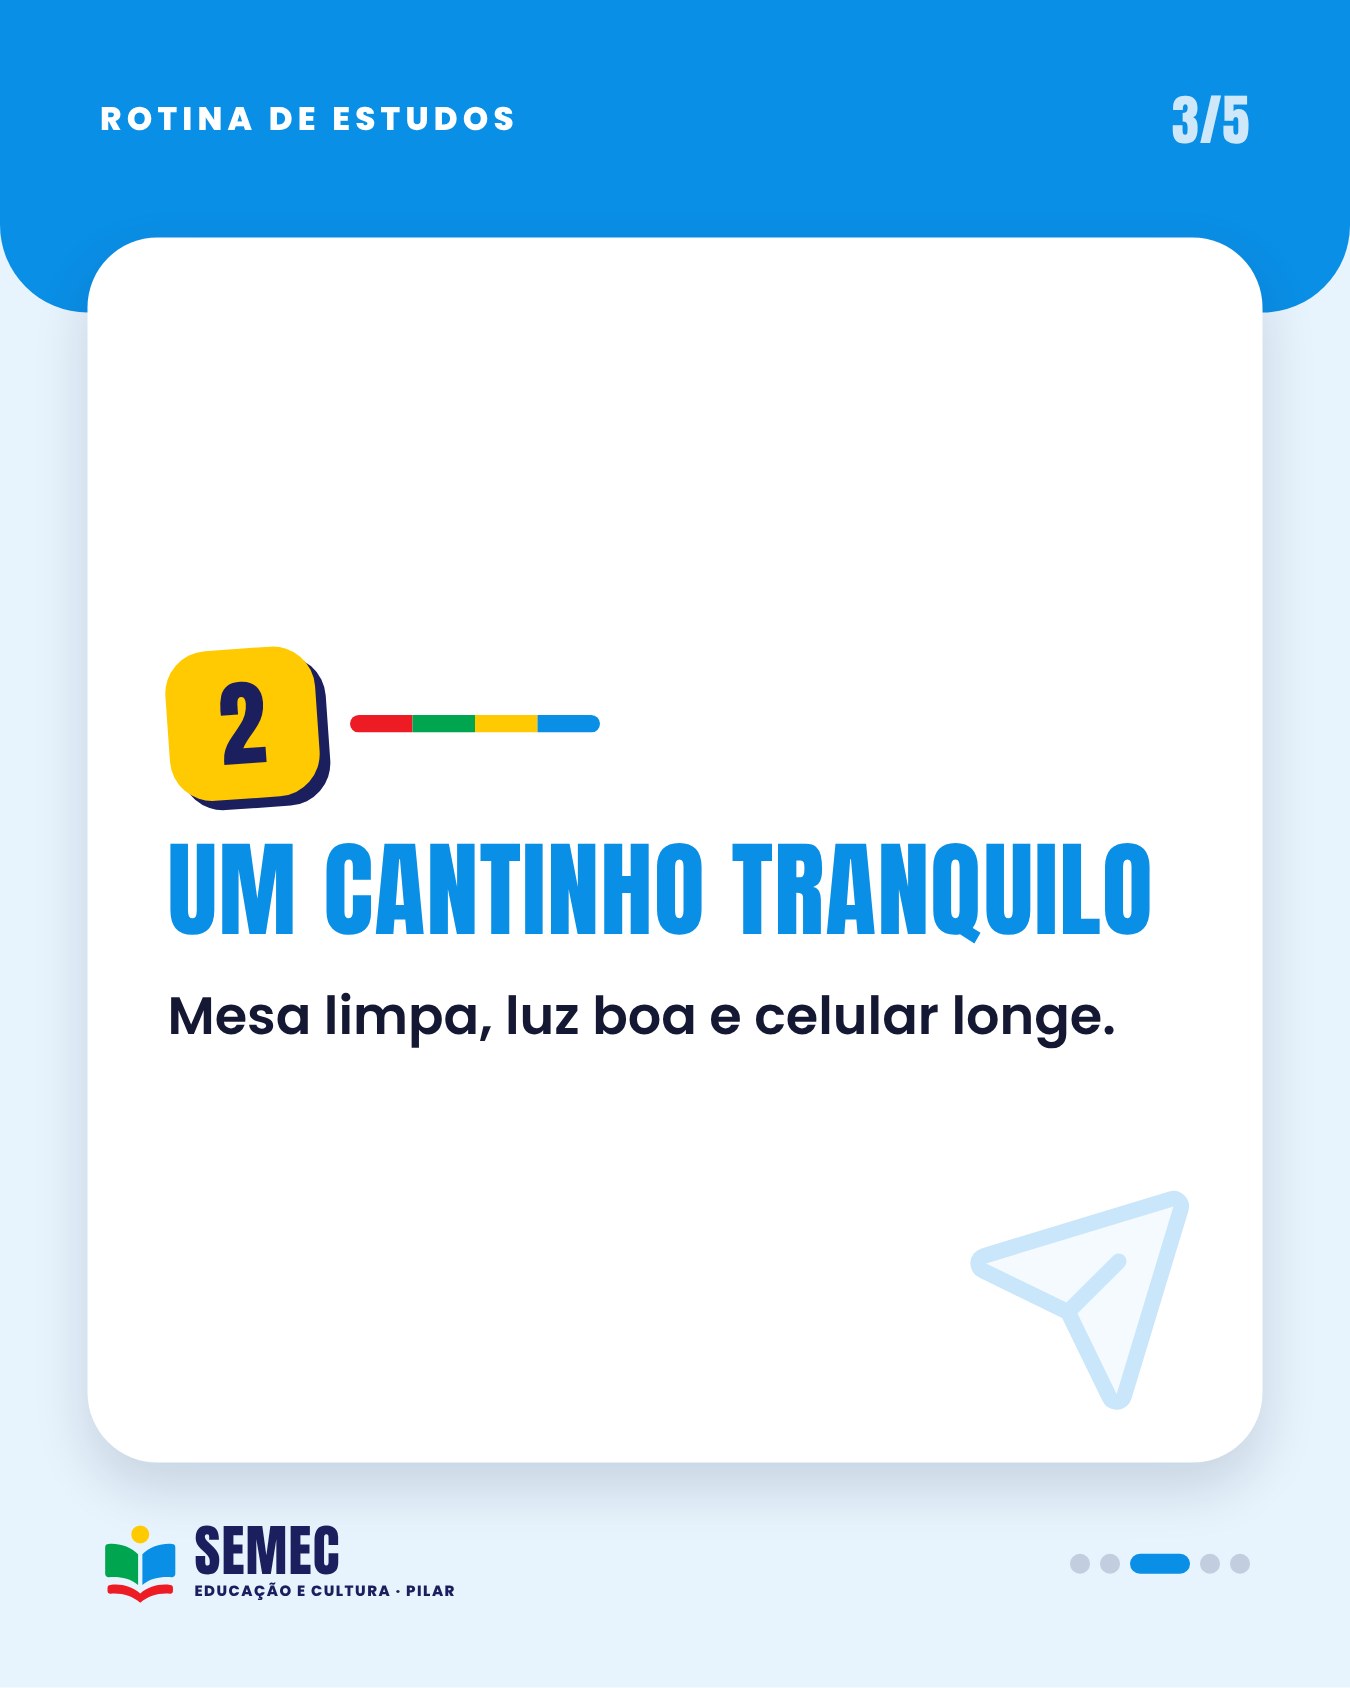 ROTINA DE ESTUDOS
3/5
2
UM CANTINHO TRANQUILO
Mesa limpa, luz boa e celular longe.
SEMEC
EDUCAÇÃO E CULTURA · PILAR